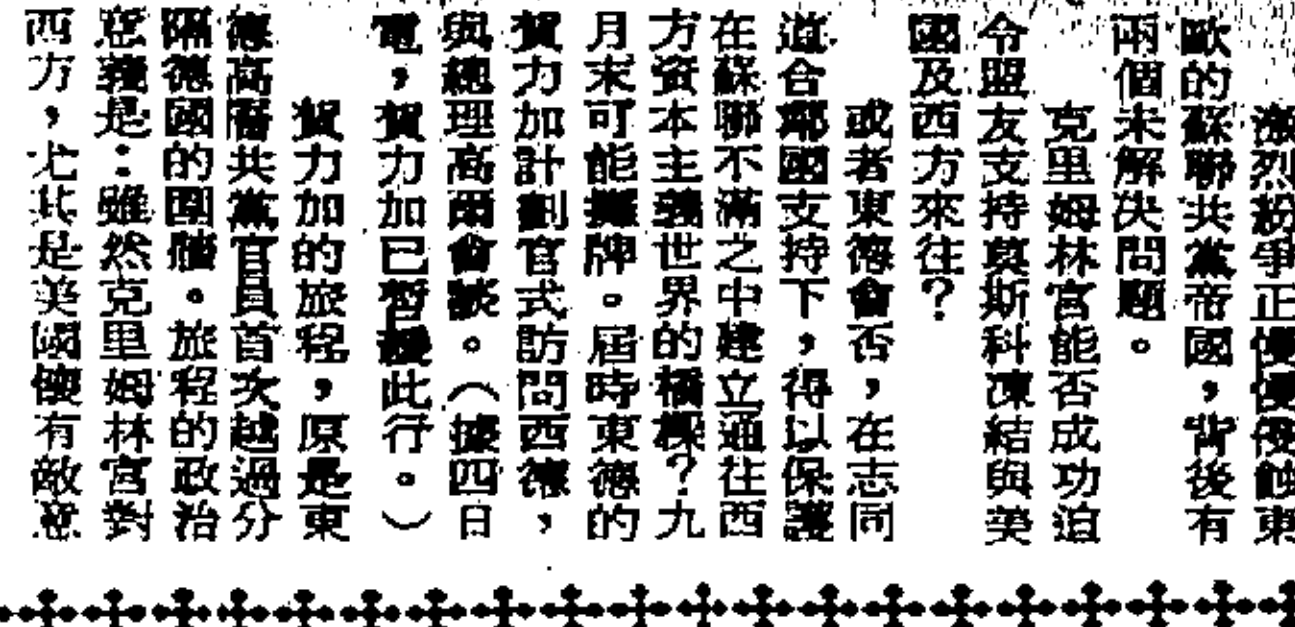 激烈紛爭正慢慢侵蝕東
歐的蘇聯共黨帝國，背後有
兩個未解決問題。
克里姆林宮能否成功迫
令盟友支持莫斯科凍結與美
國及西方來往？
或者東德會否，在志同
道合鄰國支持下，得以保護
在蘇聯不滿之中建立通往西
方資本主義世界的橋樑？九
月末可能攤牌。屆時東德的
賀力加計劃官式訪問西德，
與總理高爾會談。（據四日
電，賀力加已暫緩此行。）
賀力加的旅程，原是東
德高層共黨官員首次越過分
隔德國的圍牆。旅程的政治
意義是：雖然克里姆林宮對
西方，尤其是美國懷有敵意